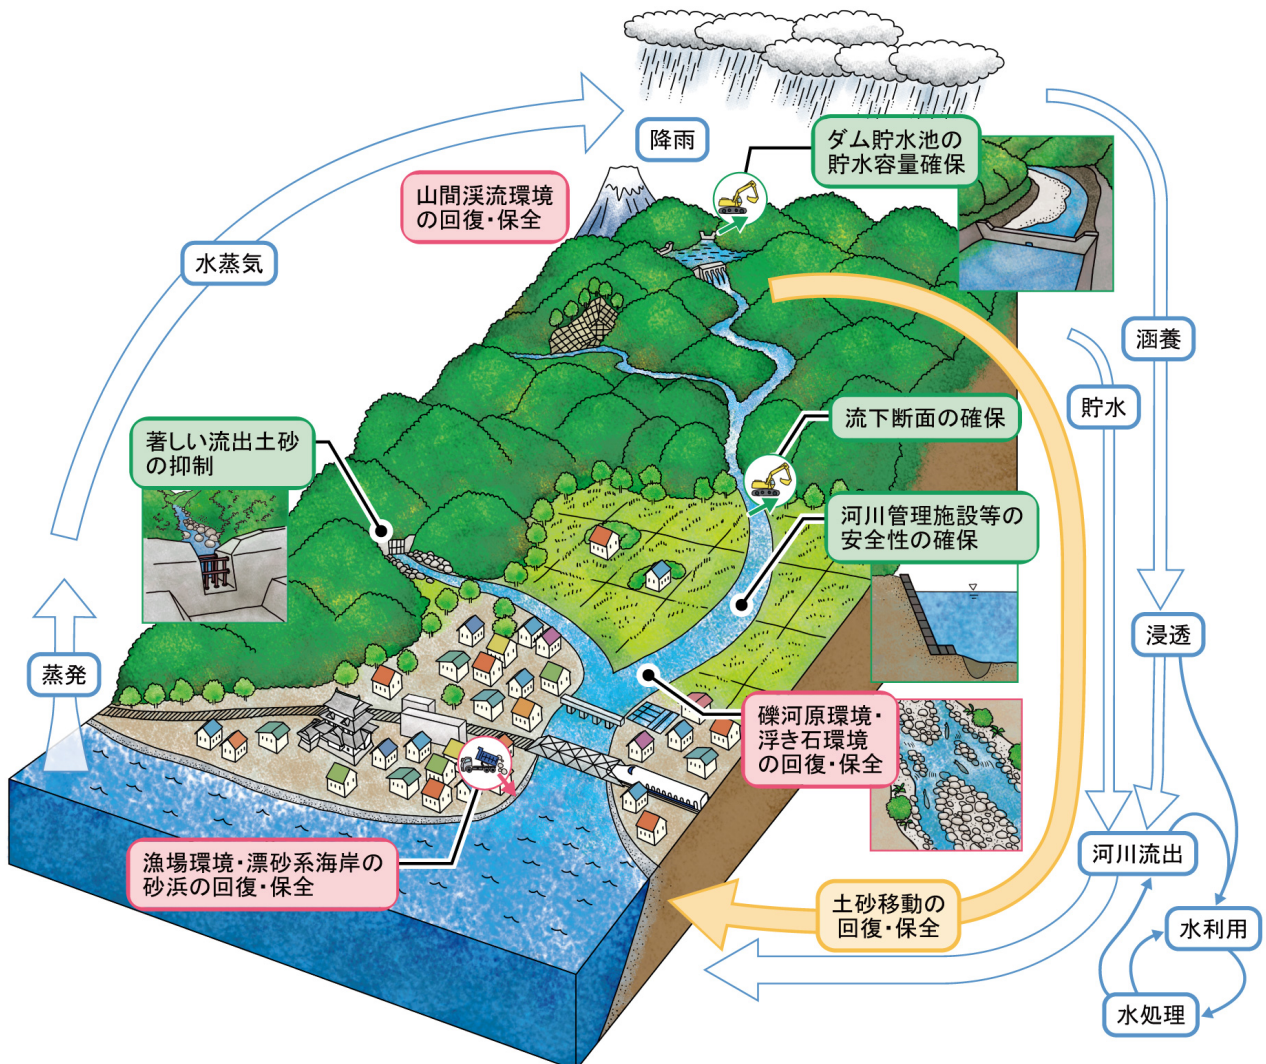 降雨
ダム貯水池の
貯水容量確保
山間渓流環境
の回復・保全
水蒸気
涵養
貯水
流下断面の確保
著しい流出土砂
の抑制
河川管理施設等の
安全性の確保
浸透
蒸発
礫河原環境・
浮き石環境
の回復・保全
河川流出
漁場環境・漂砂系海岸の
砂浜の回復・保全
土砂移動の
回復・保全
水利用
水処理